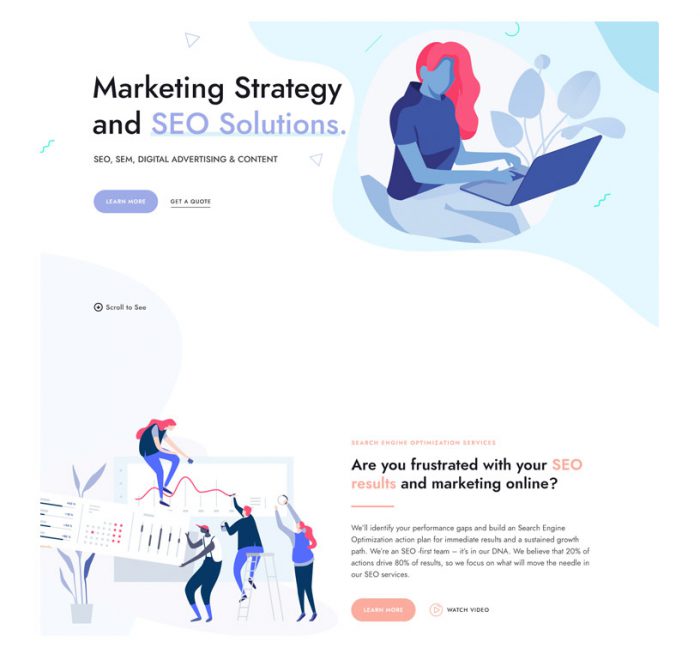 Marketing Strategy
and SEO Solutions.
SEO, SEM, DIGITAL ADVERTISING & CONTENT
LEARN MORE
GET A QUOTE
Scroll to See
SEARCH ENGINE OPTIMIZATION SERVICES
Are you frustrated with your SEO
results and marketing online?
We'll identify your performance gaps and build an Search Engine
Optimization action plan for immediate results and a sustained growth
path. We're an SEO -first team – it's in our DNA. We believe that 20% of
actions drive 80% of results, so we focus on what will move the needle in
our SEO services.
LEARN MORE
WATCH VIDEO